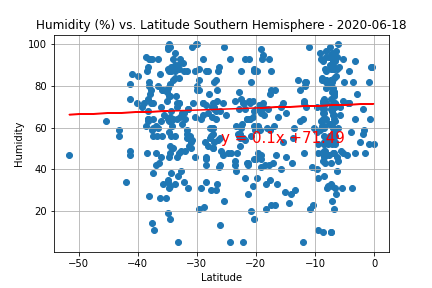 Humidity (%) vs. Latitude Southern Hemisphere - 2020-06-18
100
80
60
40
20
Humidity
y = 0.1x +71.49
−50
−40
−30
−20
−10
0
Latitude